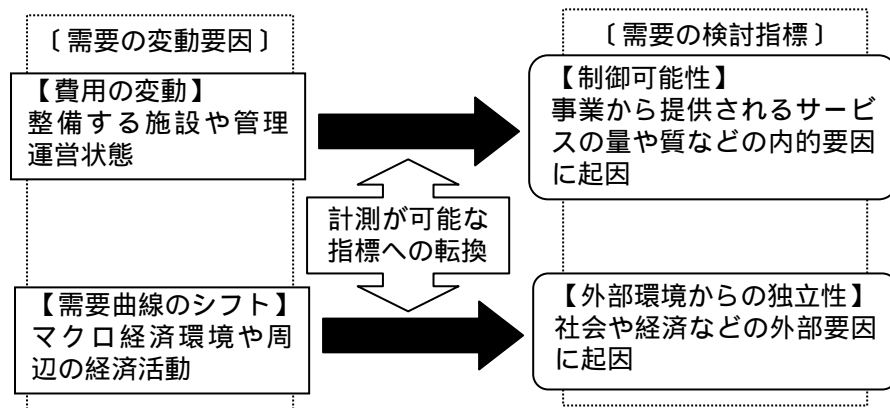 〔需要の変動要因〕
【費用の変動】
整備する施設や管理
運営状態
【需要曲線のシフト】
マクロ経済環境や周
辺の経済活動
計測が可能な
指標への転換
〔需要の検討指標〕
【制御可能性】
事業から提供されるサービ
スの量や質などの内的要因
に起因
【外部環境からの独立性】
社会や経済などの外部要因
に起因